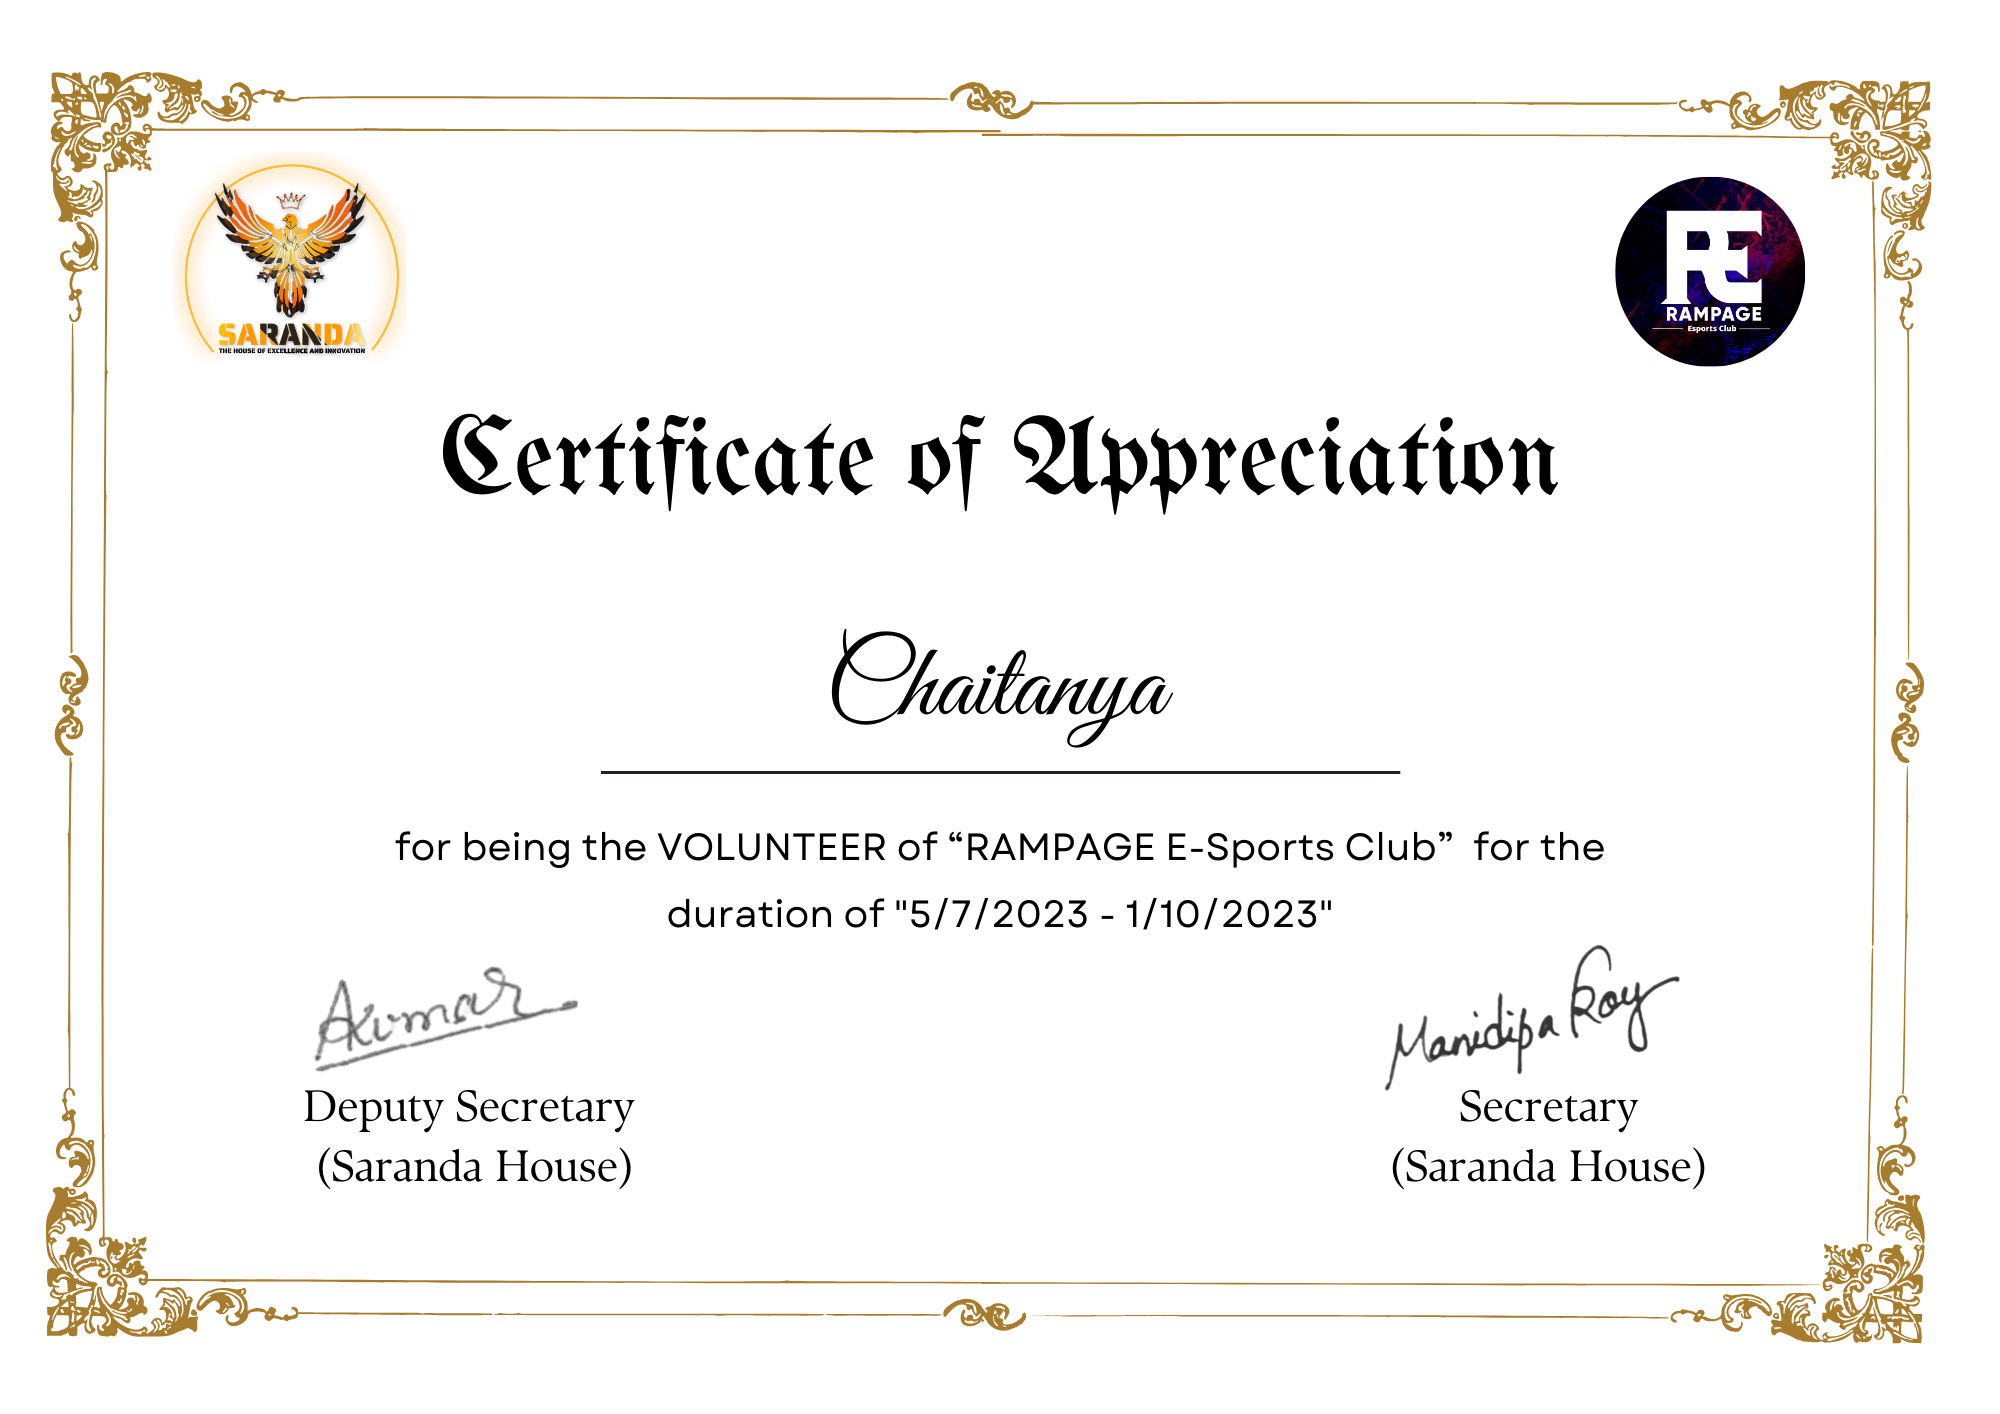 SARANDA
THE HOUSE OF EXCELLENCE AND INNOVATION
RE
RAMPAGE
Esports Club
Certificate of Appreciation
Chaitanya
for being the VOLUNTEER of “RAMPAGE E-Sports Club” for the
duration of "5/7/2023 - 1/10/2023"
AKumar
Manidipa Roy
Deputy Secretary
(Saranda House)
Secretary
(Saranda House)